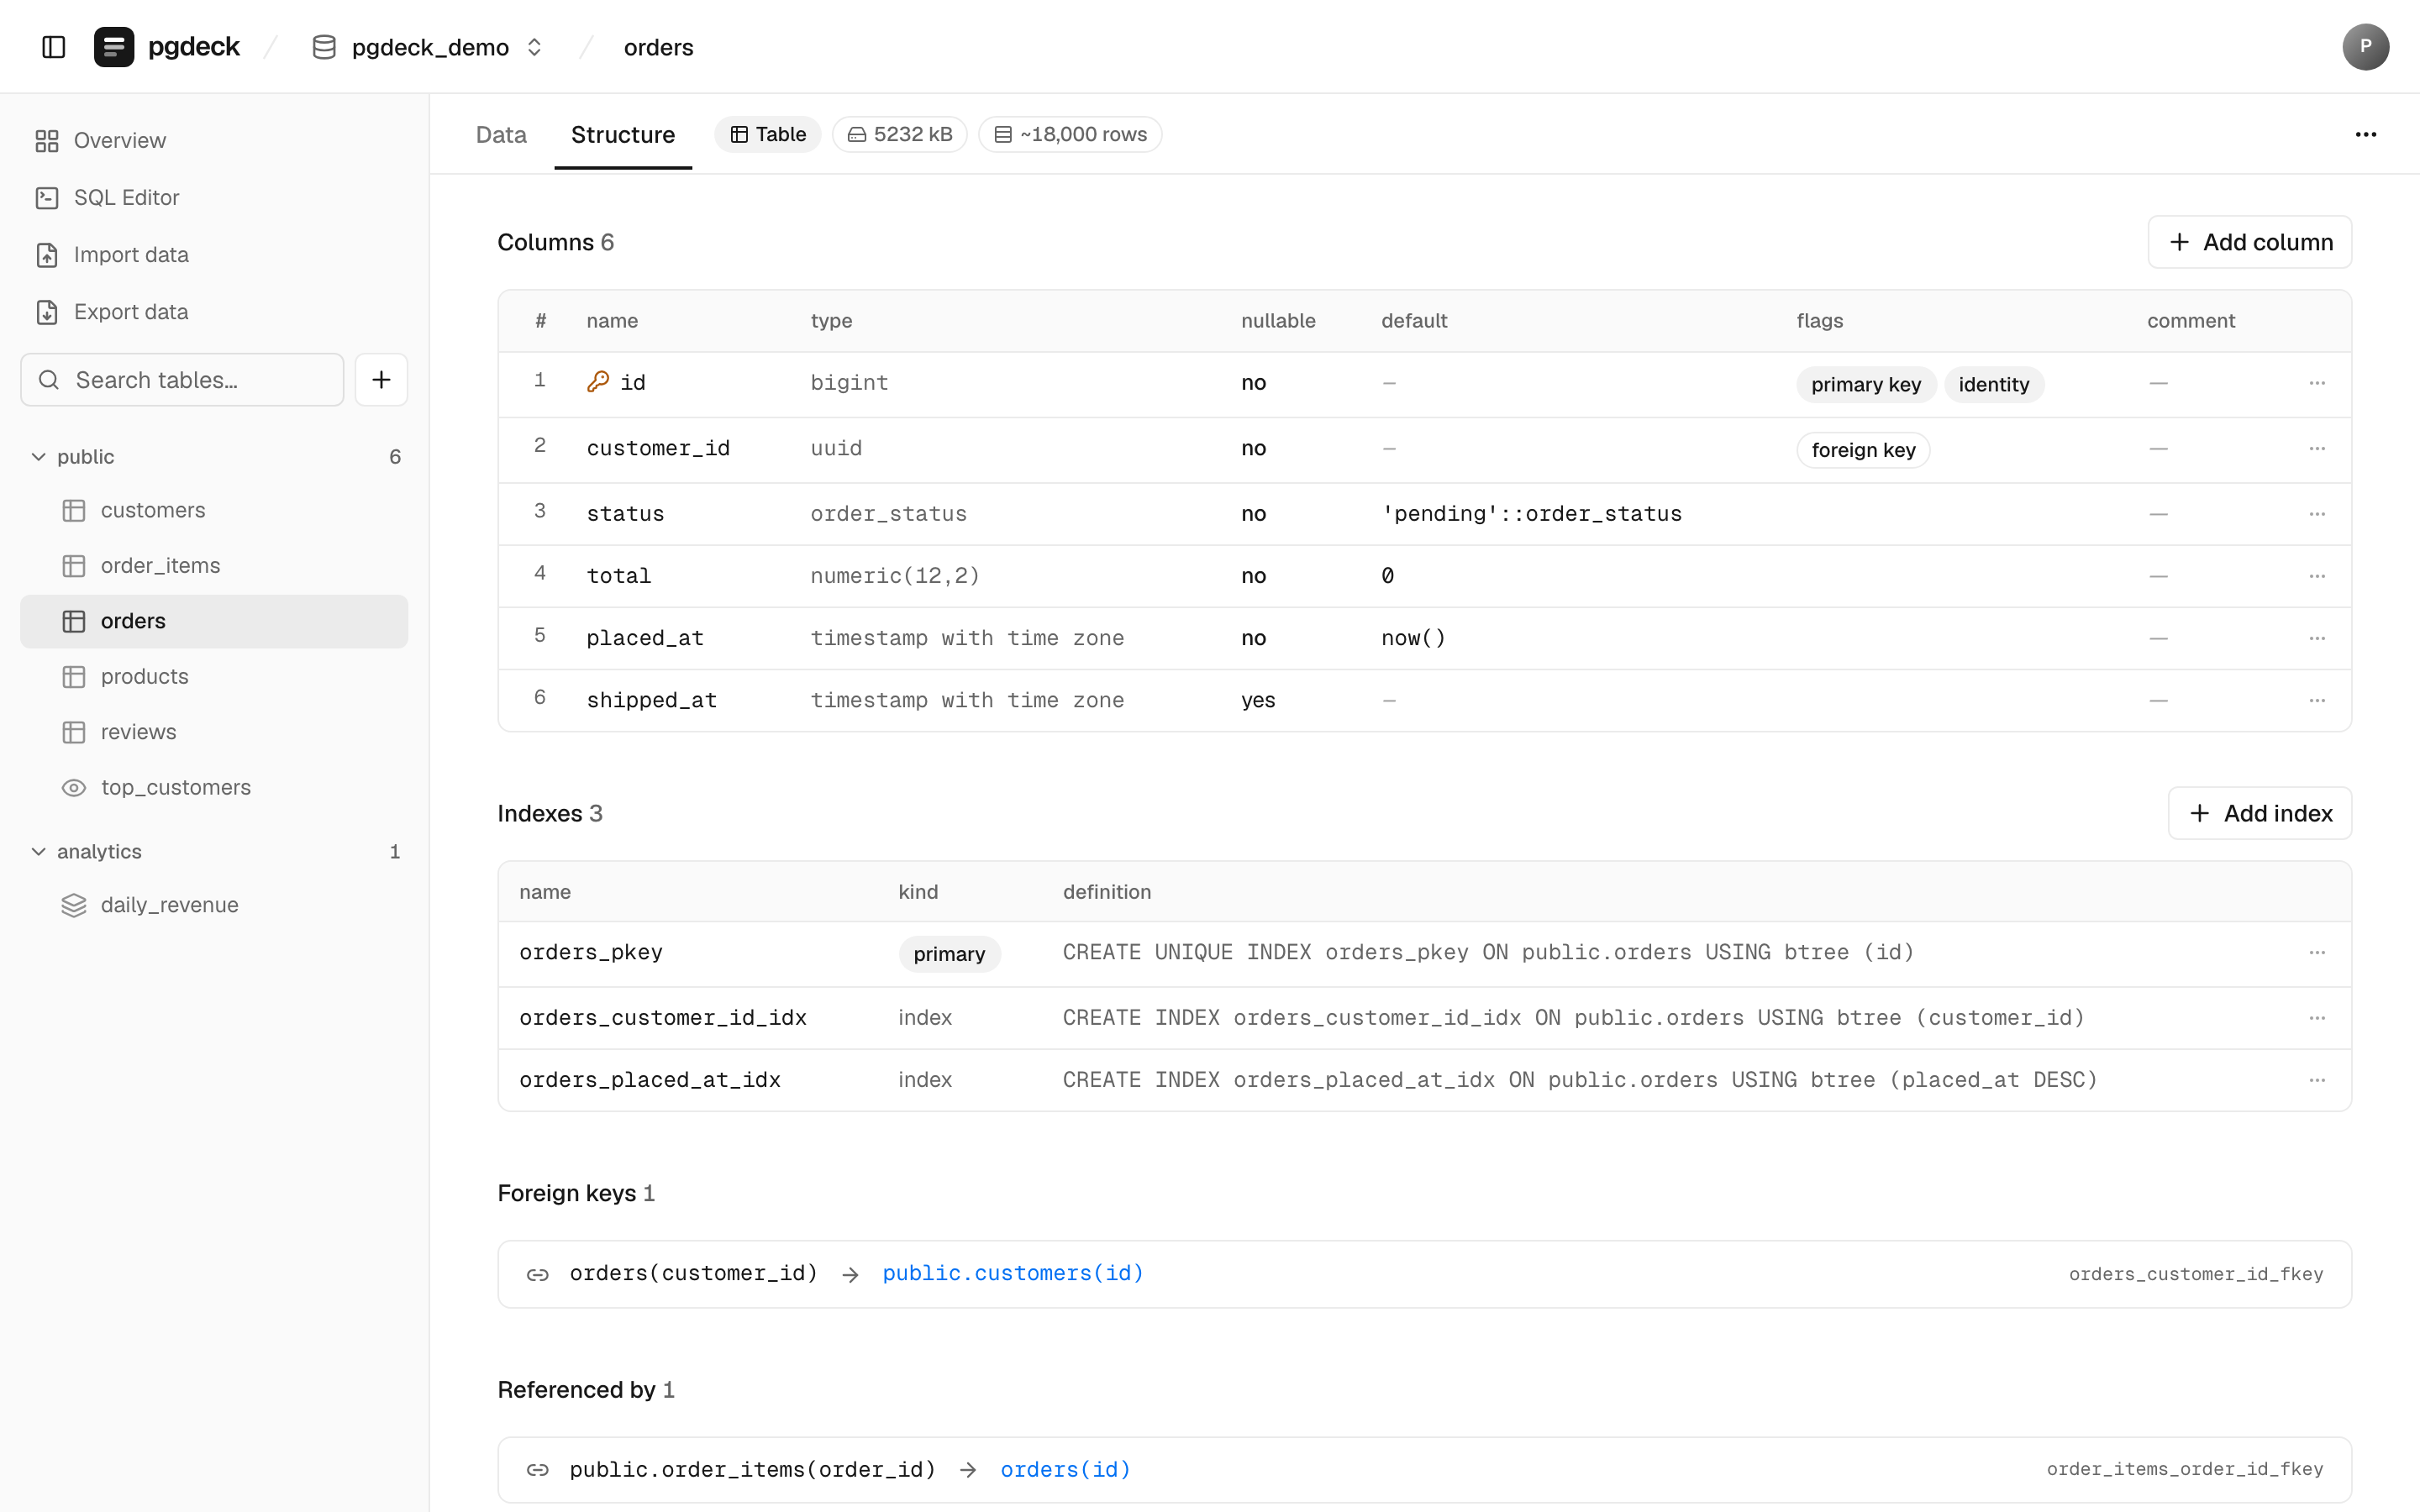 pgdeck / pgdeck_demo / orders
P
Overview
SQL Editor
Import data
Export data
Search tables...
public 6
customers
order_items
orders
products
reviews
top_customers
analytics 1
daily_revenue
Data Structure Table 5232 kB ~18,000 rows
Columns 6
Add column
# name type nullable default flags comment
1 id bigint no – primary key identity —
2 customer_id uuid no – foreign key —
3 status order_status no 'pending'::order_status —
4 total numeric(12,2) no 0 —
5 placed_at timestamp with time zone no now() —
6 shipped_at timestamp with time zone yes – —
Indexes 3
Add index
name kind definition
orders_pkey primary CREATE UNIQUE INDEX orders_pkey ON public.orders USING btree (id)
orders_customer_id_idx index CREATE INDEX orders_customer_id_idx ON public.orders USING btree (customer_id)
orders_placed_at_idx index CREATE INDEX orders_placed_at_idx ON public.orders USING btree (placed_at DESC)
Foreign keys 1
orders(customer_id) → public.customers(id) orders_customer_id_fkey
Referenced by 1
public.order_items(order_id) → orders(id) order_items_order_id_fkey